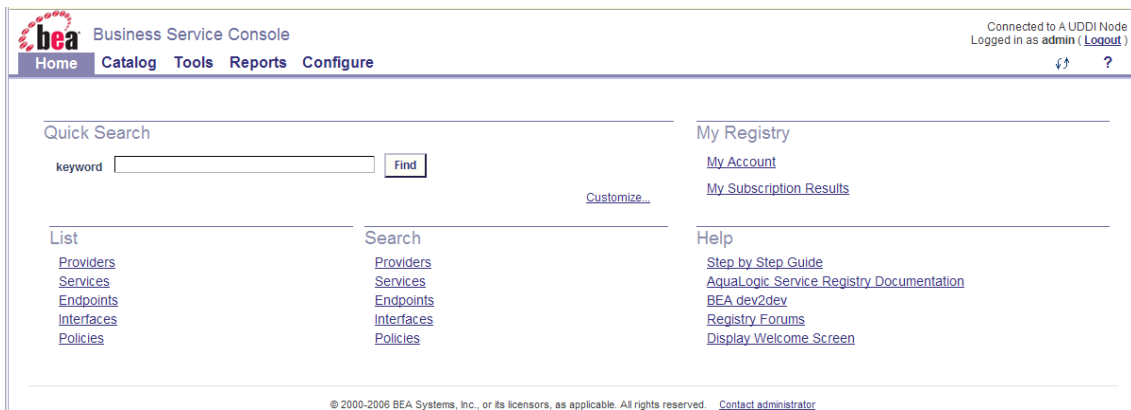 bea Business Service Console
Connected to A UDDI Node
Logged in as admin ( Logout )
Home Catalog Tools Reports Configure ?
Quick Search
keyword Find
Customize...
My Registry
My Account
My Subscription Results
List
Providers
Services
Endpoints
Interfaces
Policies
Search
Providers
Services
Endpoints
Interfaces
Policies
Help
Step by Step Guide
AquaLogic Service Registry Documentation
BEA dev2dev
Registry Forums
Display Welcome Screen
© 2000-2006 BEA Systems, Inc., or its licensors, as applicable. All rights reserved. Contact administrator